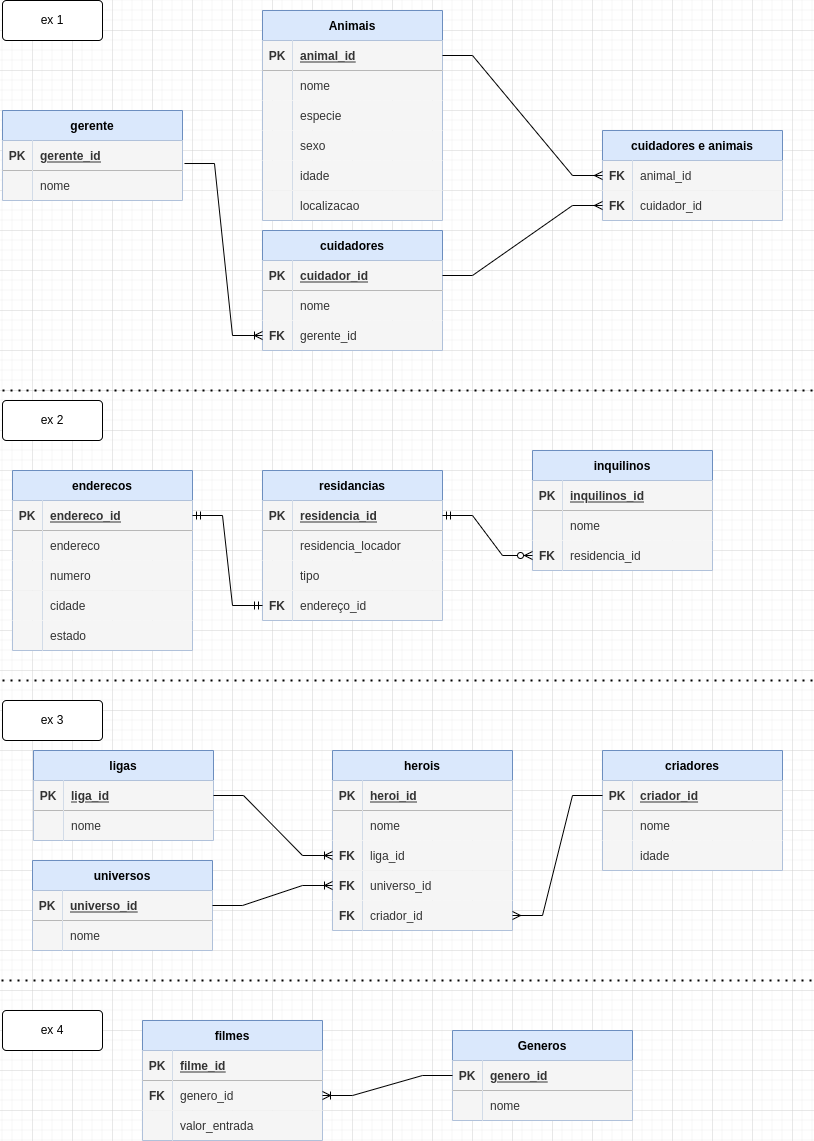 ex 1
Animais
PK animal_id
nome
especie
sexo
idade
localizacao
gerente
PK gerente_id
nome
cuidadores e animais
FK animal_id
FK cuidador_id
cuidadores
PK cuidador_id
nome
FK gerente_id
ex 2
enderecos
PK endereco_id
endereco
numero
cidade
estado
residancias
PK residencia_id
residencia_locador
tipo
FK endereço_id
inquilinos
PK inquilinos_id
nome
FK residencia_id
ex 3
ligas
PK liga_id
nome
universos
PK universo_id
nome
herois
PK heroi_id
nome
FK liga_id
FK universo_id
FK criador_id
criadores
PK criador_id
nome
idade
ex 4
filmes
PK filme_id
FK genero_id
valor_entrada
Generos
PK genero_id
nome